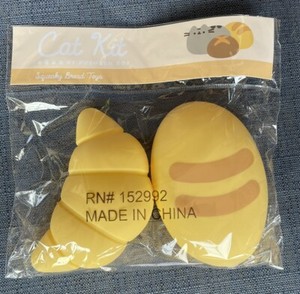 Cat Kit
Squishy Bread Toys
RN# 152992
MADE IN CHINA